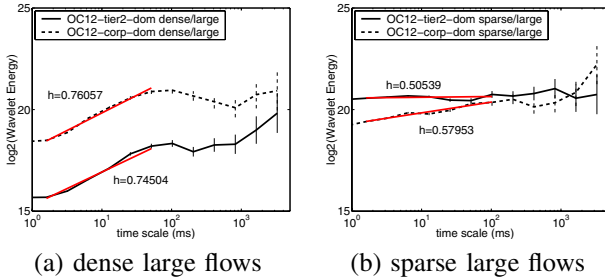 OC12-tier2-dom dense/large
OC12-corp-dom dense/large
log2(Wavelet Energy)
25
20
15
h=0.76057
h=0.74504
10^0
10^1
10^2
10^3
time scale (ms)
(a) dense large flows
OC12-tier2-dom sparse/large
OC12-corp-dom sparse/large
log2(Wavelet Energy)
25
20
15
h=0.50539
h=0.57953
10^0
10^1
10^2
10^3
time scale (ms)
(b) sparse large flows